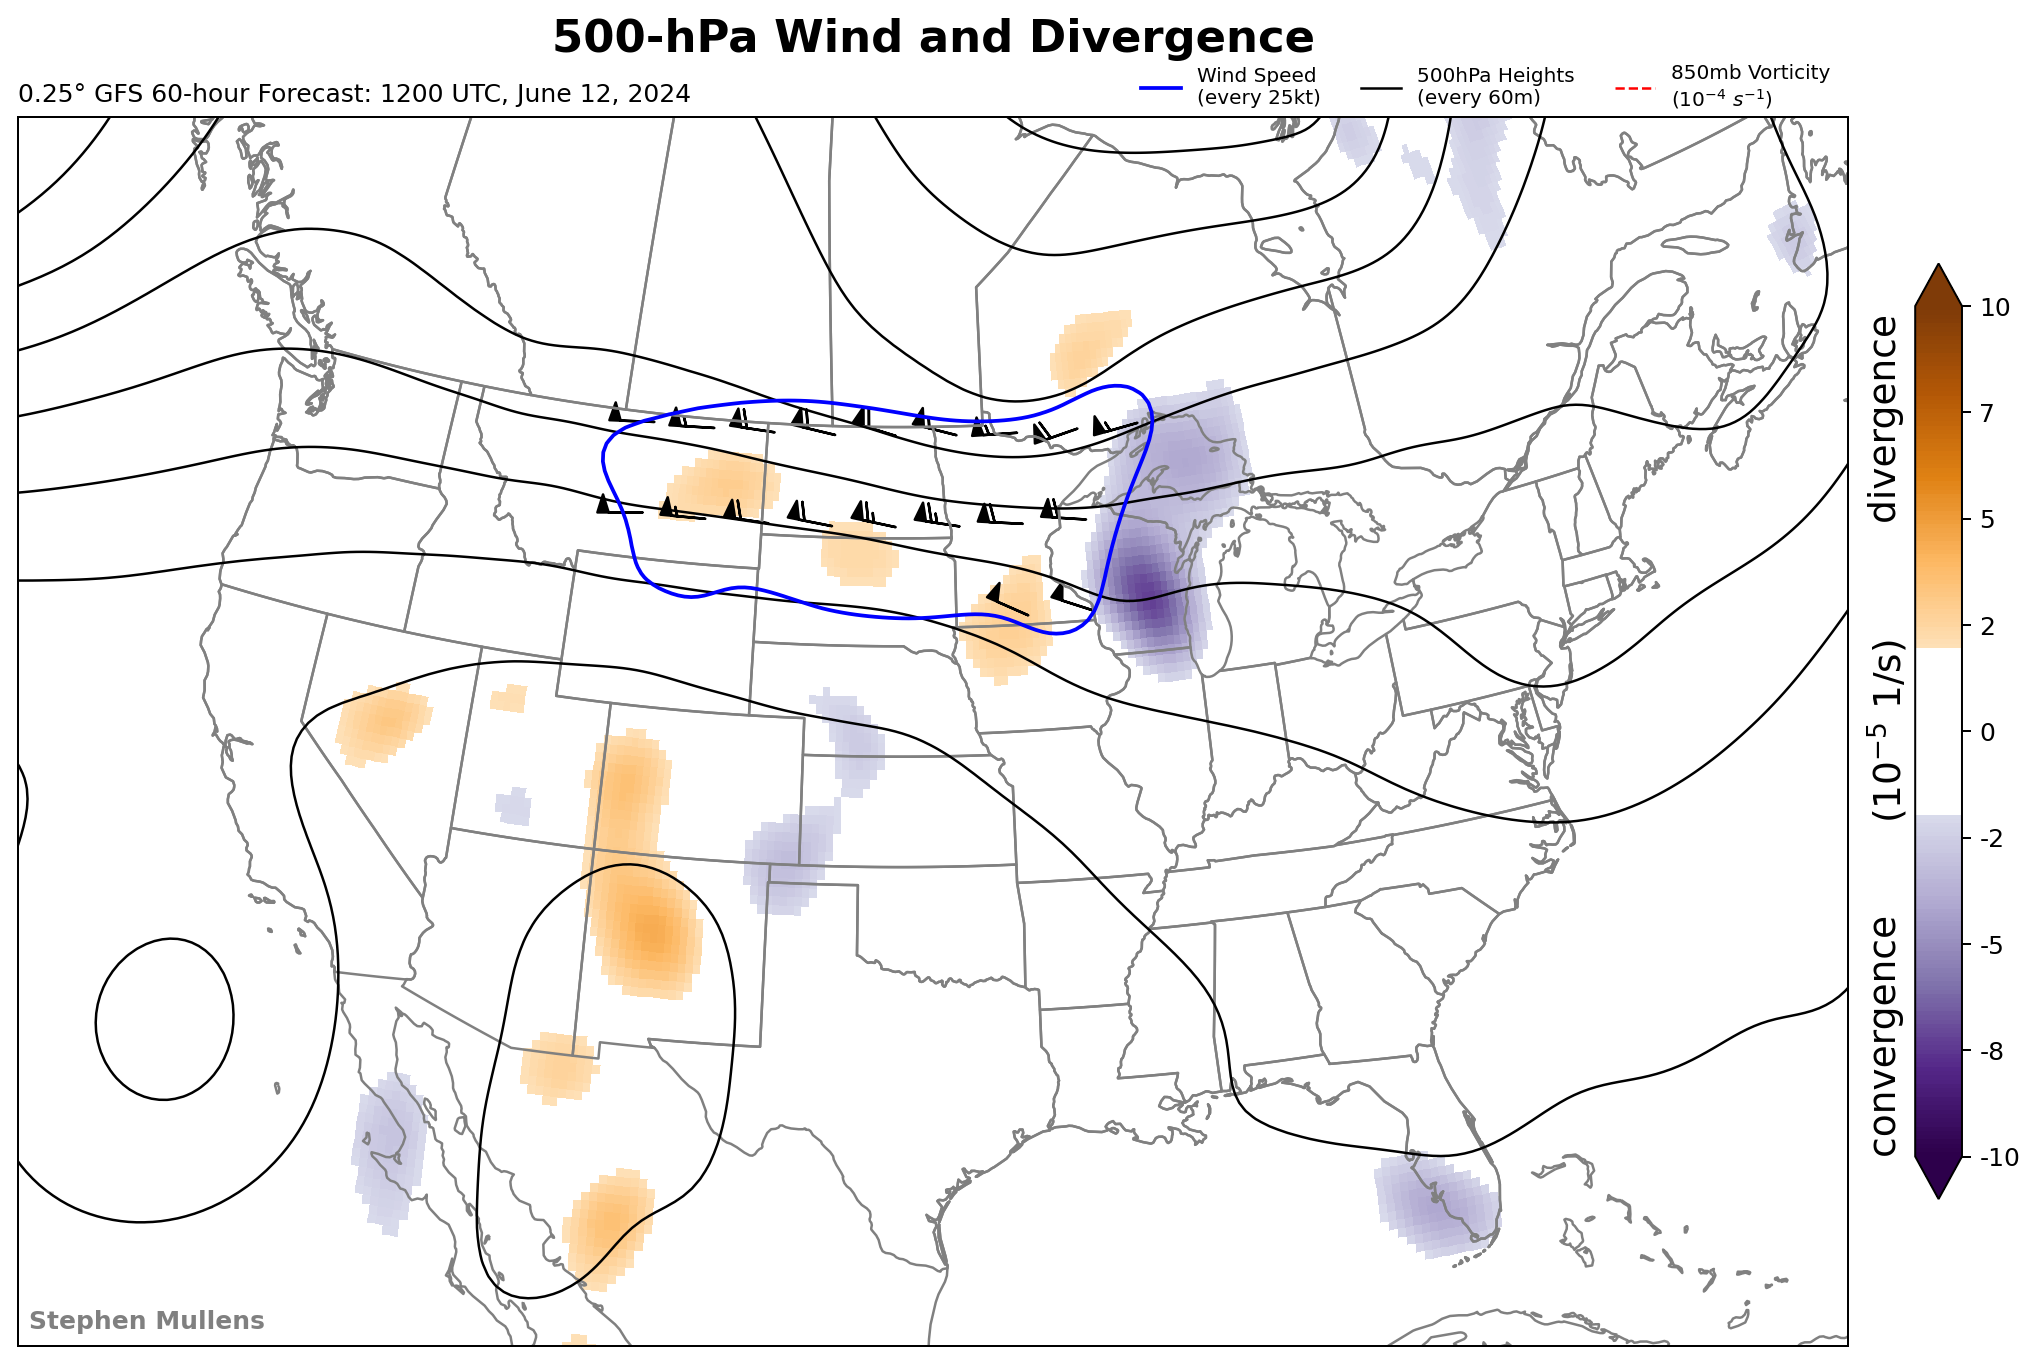 500-hPa Wind and Divergence
0.25° GFS 60-hour Forecast: 1200 UTC, June 12, 2024
Wind Speed
(every 25kt)
500hPa Heights
(every 60m)
850mb Vorticity
(10⁻⁴ s⁻¹)
10
7
5
2
0
-2
-5
-8
-10
convergence (10⁻⁵ 1/s) divergence
Stephen Mullens